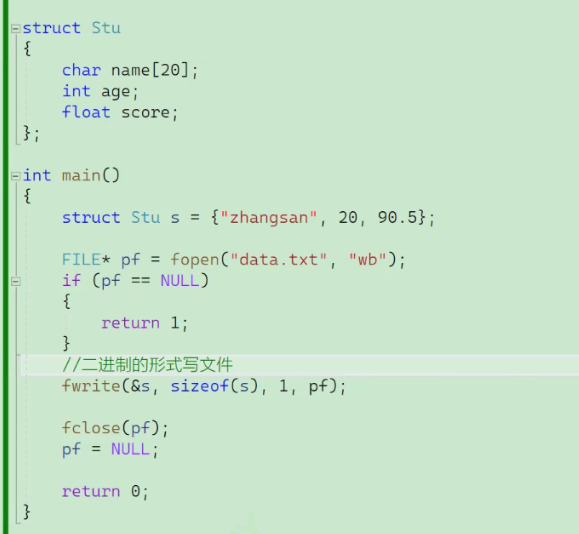 struct Stu
{
    char name[20];
    int age;
    float score;
};
int main()
{
    struct Stu s = {"zhangsan", 20, 90.5};
    FILE* pf = fopen("data.txt", "wb");
    if (pf == NULL)
    {
        return 1;
    }
    //二进制的形式写文件
    fwrite(&s, sizeof(s), 1, pf);
    fclose(pf);
    pf = NULL;
    return 0;
}